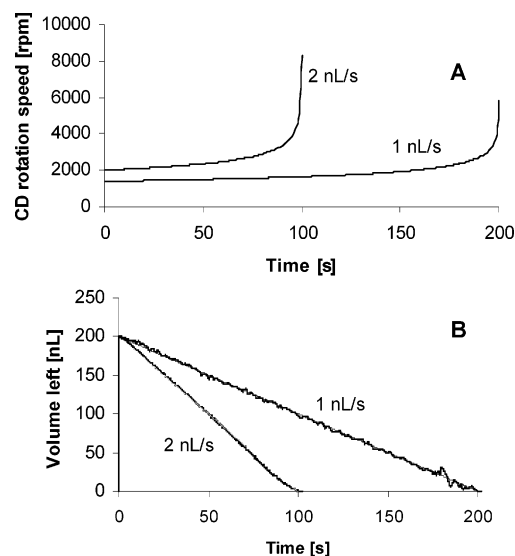 CD rotation speed [rpm]
10000
8000
6000
4000
2000
0
2 nL/s
A
1 nL/s
0
50
100
150
200
Time [s]
Volume left [nL]
250
200
150
100
50
0
B
1 nL/s
2 nL/s
0
50
100
150
200
Time [s]